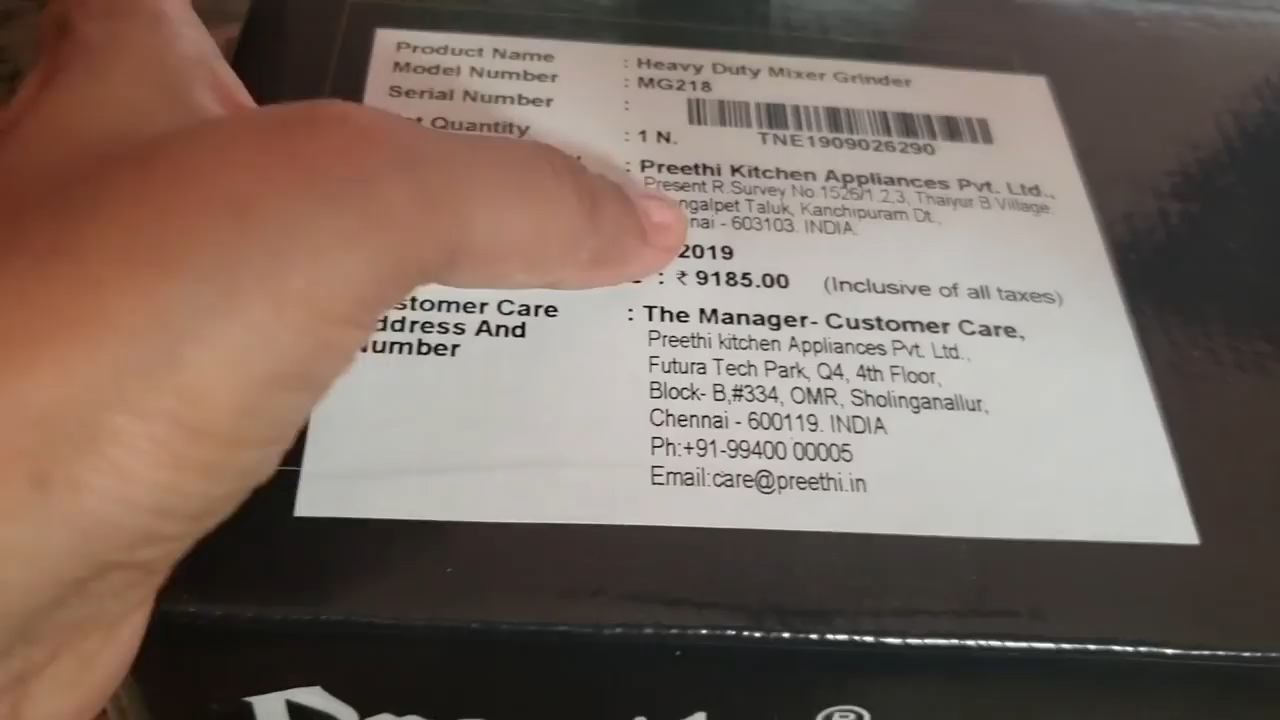 Product Name : Heavy Duty Mixer Grinder
Model Number : MG218
Serial Number :
TNE1909026290
Quantity : 1 N.
: Preethi Kitchen Appliances Pvt. Ltd.,
Present R.Survey No.1526/1,2,3, Thaiyur B Village,
Taluk, Kanchipuram Dt.,
- 603103. INDIA.
2019
: ₹ 9185.00 (Inclusive of all taxes)
Care : The Manager- Customer Care,
And Preethi kitchen Appliances Pvt. Ltd.,
Futura Tech Park, Q4, 4th Floor,
Block- B,#334, OMR, Sholinganallur,
Chennai - 600119. INDIA
Ph:+91-99400 00005
Email:care@preethi.in
®